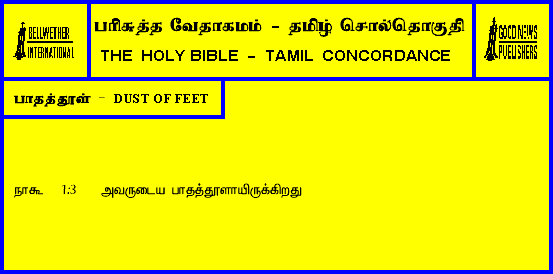 BELLWETHER
INTERNATIONAL
பரிசுத்த வேதாகமம் – தமிழ் சொல்தொகுதி
THE HOLY BIBLE – TAMIL CONCORDANCE
GOOD NEWS
PUBLISHERS
பாதத்தூள் – DUST OF FEET
நாகூ 1:3 அவருடைய பாதத்தூளாயிருக்கிறது